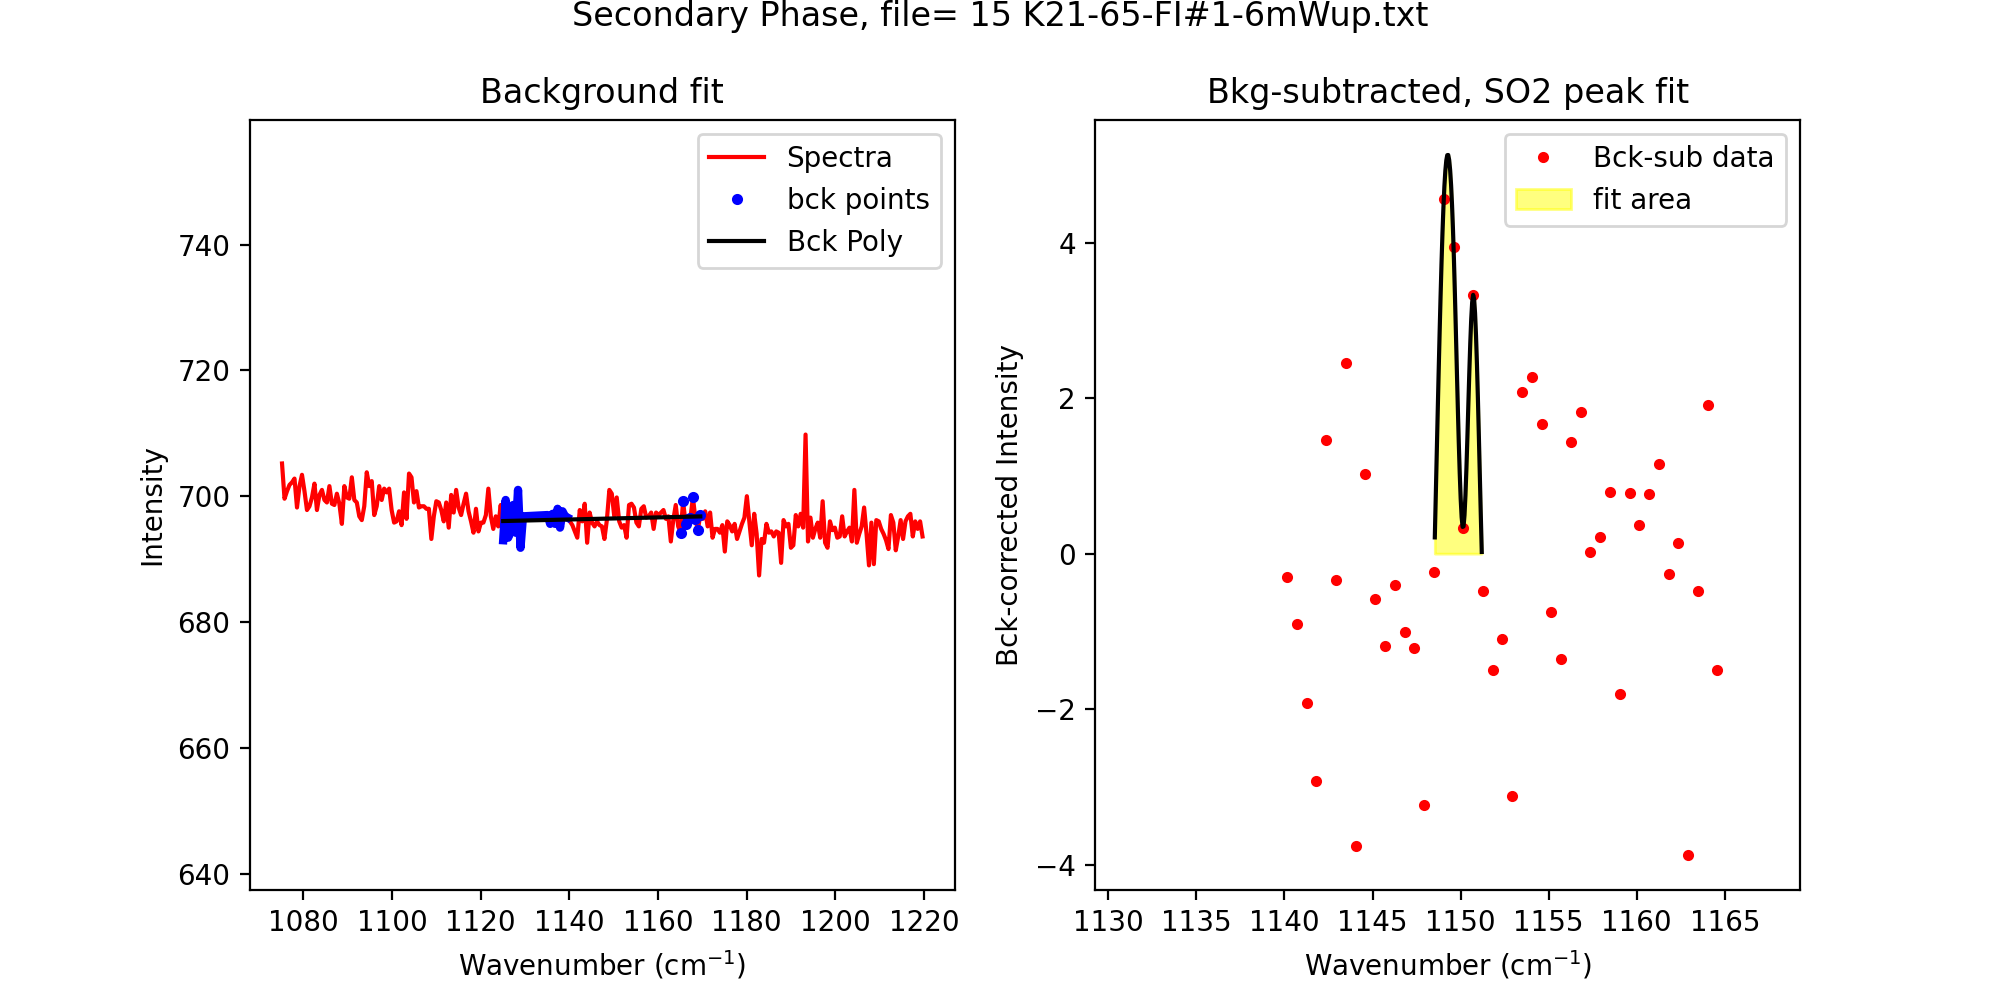 Secondary Phase, file= 15 K21-65-FI#1-6mWup.txt
Background fit
Spectra
bck points
Bck Poly
740
720
700
680
660
640
Intensity
1080 1100 1120 1140 1160 1180 1200 1220
Wavenumber (cm⁻¹)
Bkg-subtracted, SO2 peak fit
Bck-sub data
fit area
4
2
0
−2
−4
Bck-corrected Intensity
1130 1135 1140 1145 1150 1155 1160 1165
Wavenumber (cm⁻¹)